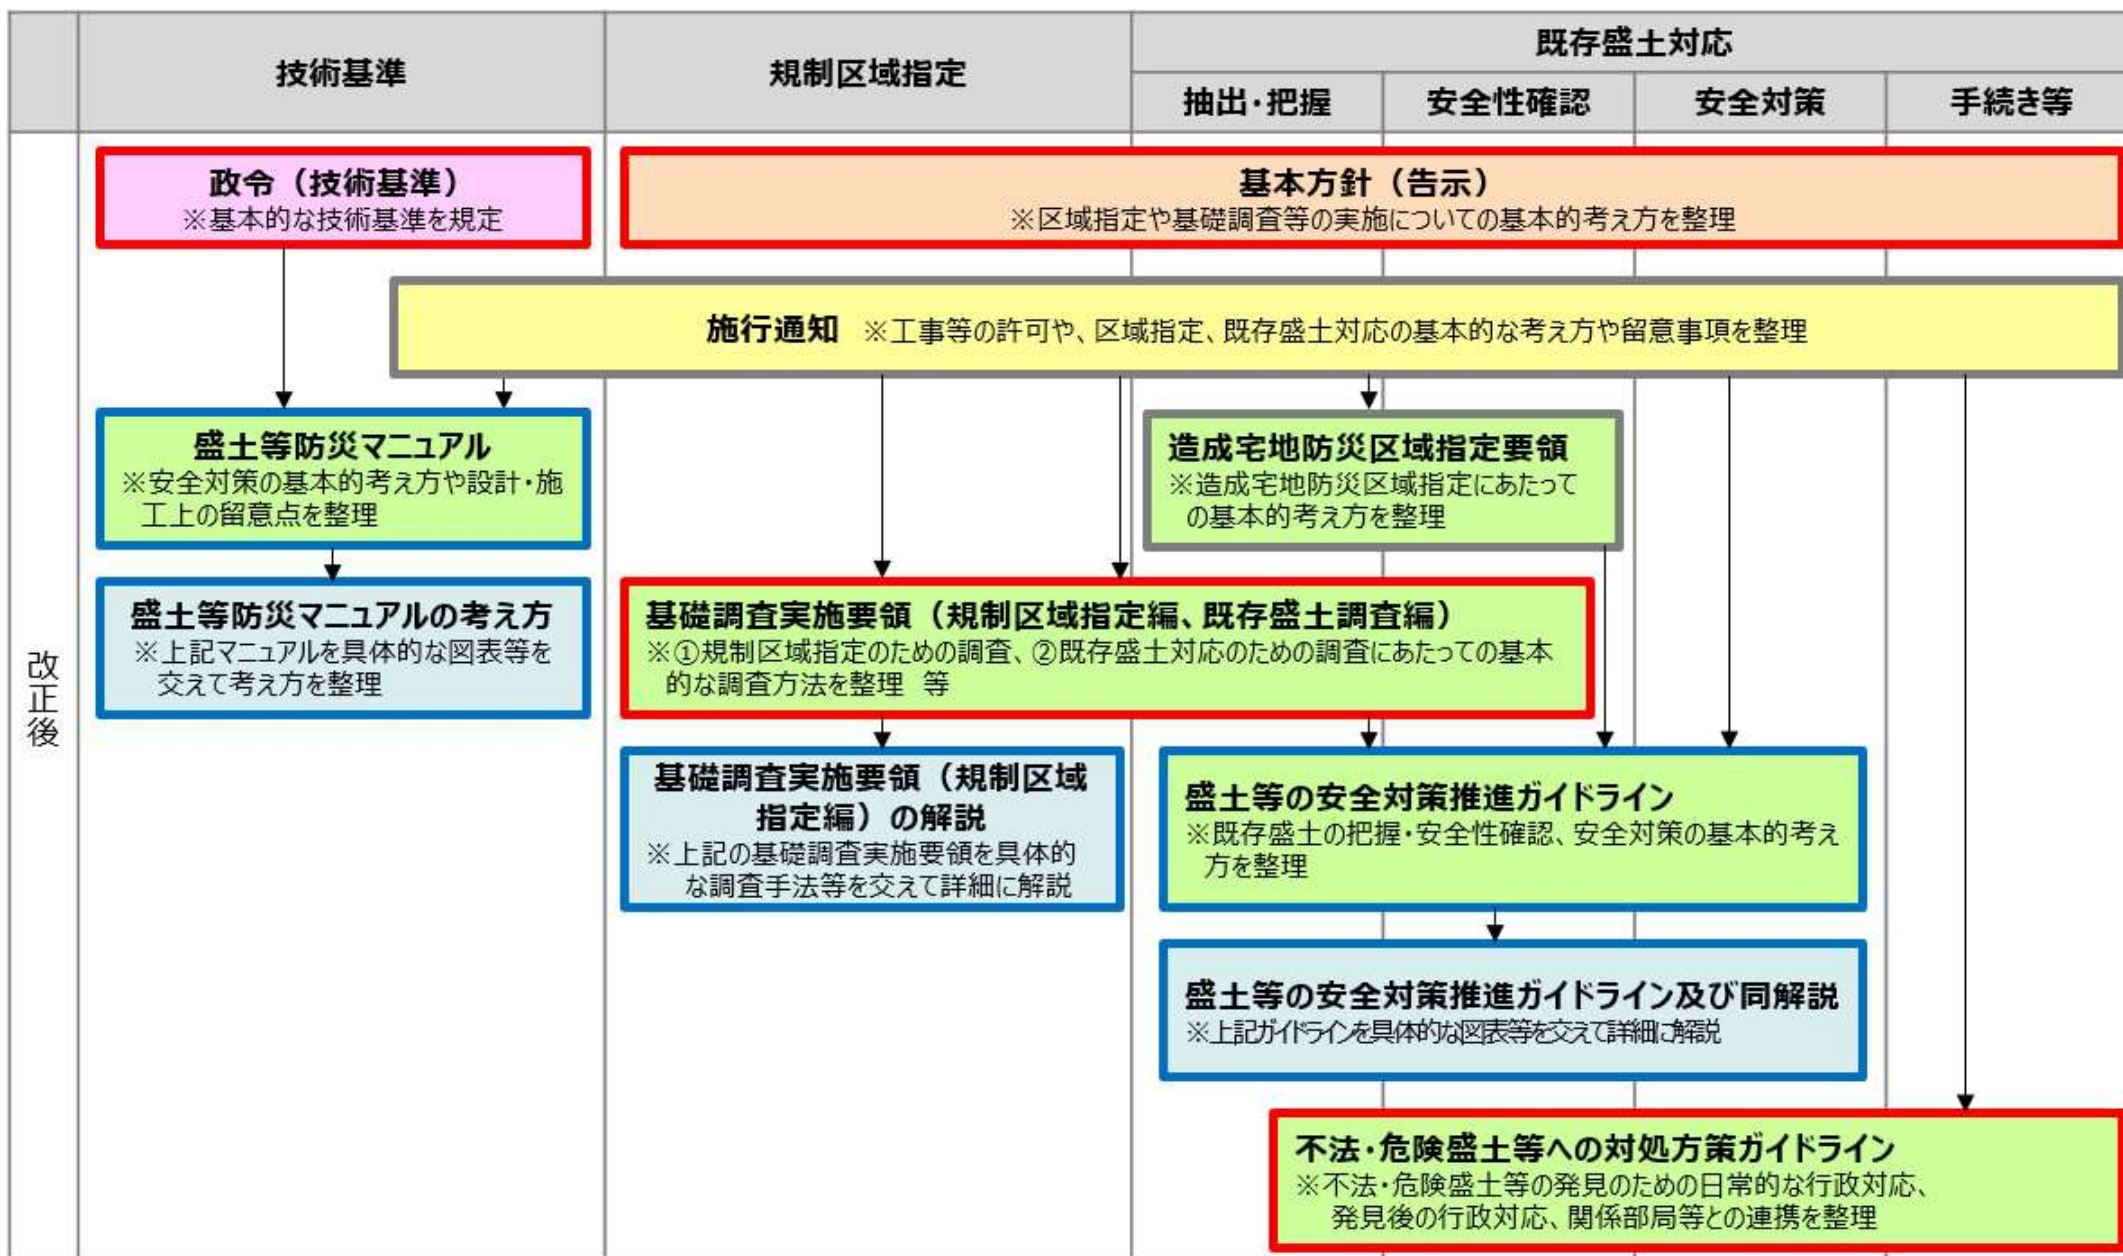 技術基準
規制区域指定
既存盛土対応
抽出・把握
安全性確認
安全対策
手続き等
改正後
政令（技術基準）
※基本的な技術基準を規定
基本方針（告示）
※区域指定や基礎調査等の実施についての基本的考え方を整理
施行通知 ※工事等の許可や、区域指定、既存盛土対応の基本的な考え方や留意事項を整理
盛土等防災マニュアル
※安全対策の基本的考え方や設計・施
工上の留意点を整理
造成宅地防災区域指定要領
※造成宅地防災区域指定にあたって
の基本的考え方を整理
盛土等防災マニュアルの考え方
※上記マニュアルを具体的な図表等を
交えて考え方を整理
基礎調査実施要領（規制区域指定編、既存盛土調査編）
※①規制区域指定のための調査、②既存盛土対応のための調査にあたっての基本
的な調査方法を整理 等
基礎調査実施要領（規制区域
指定編）の解説
※上記の基礎調査実施要領を具体的
な調査手法等を交えて詳細に解説
盛土等の安全対策推進ガイドライン
※既存盛土の把握・安全性確認、安全対策の基本的考え
方を整理
盛土等の安全対策推進ガイドライン及び同解説
※上記ガイドラインを具体的な図表等を交えて詳細に解説
不法・危険盛土等への対処方策ガイドライン
※不法・危険盛土等の発見のための日常的な行政対応、
発見後の行政対応、関係部局等との連携を整理